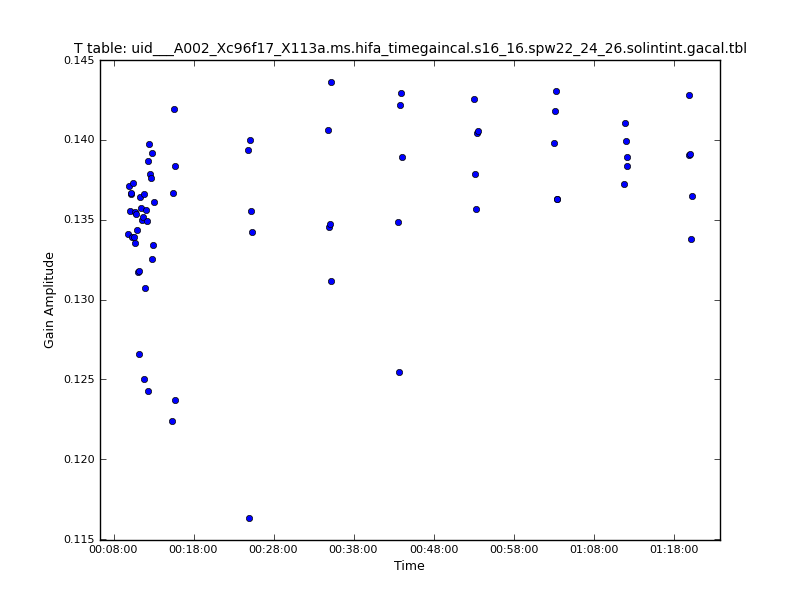 T table: uid___A002_Xc96f17_X113a.ms.hifa_timegaincal.s16_16.spw22_24_26.solintint.gacal.tbl
0.145
0.140
0.135
0.130
0.125
0.120
0.115
Gain Amplitude
00:08:00 00:18:00 00:28:00 00:38:00 00:48:00 00:58:00 01:08:00 01:18:00
Time